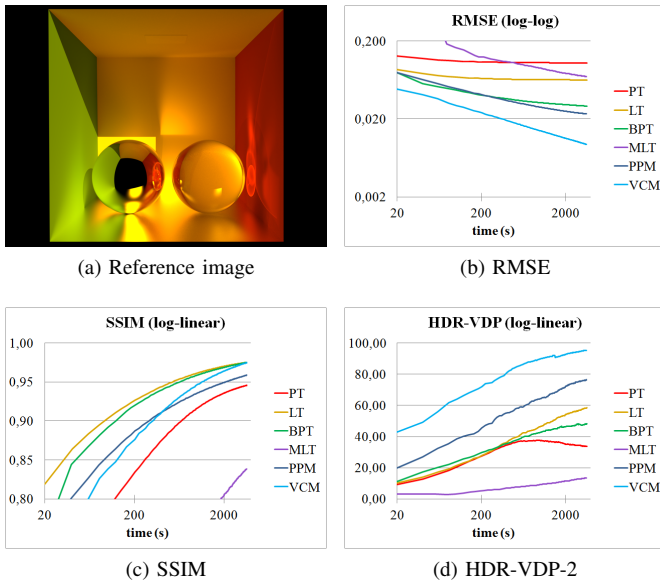 RMSE (log-log)
0,200
0,020
0,002
20
200
2000
time (s)
PT
LT
BPT
MLT
PPM
VCM
(a) Reference image
(b) RMSE
SSIM (log-linear)
1,00
0,95
0,90
0,85
0,80
20
200
2000
time (s)
PT
LT
BPT
MLT
PPM
VCM
HDR-VDP (log-linear)
100,00
80,00
60,00
40,00
20,00
0,00
20
200
2000
time (s)
PT
LT
BPT
MLT
PPM
VCM
(c) SSIM
(d) HDR-VDP-2